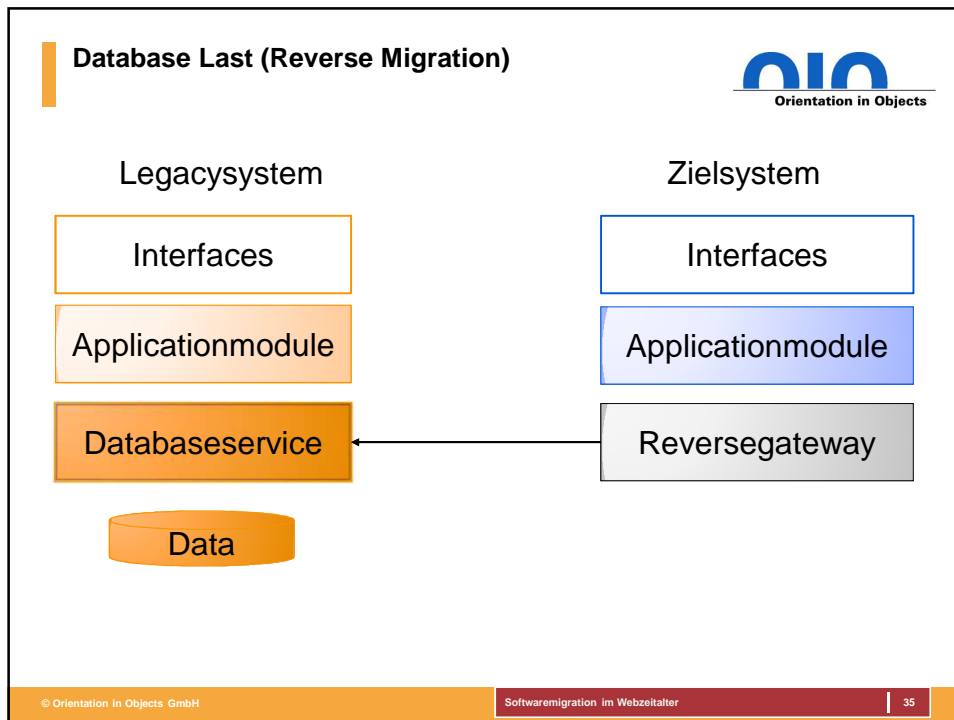 Database Last (Reverse Migration)
OIO
Orientation in Objects
Legacysystem
Zielsystem
Interfaces
Interfaces
Applicationmodule
Applicationmodule
Databaseservice
Reversegateway
Data
© Orientation in Objects GmbH
Softwaremigration im Webzeitalter
35